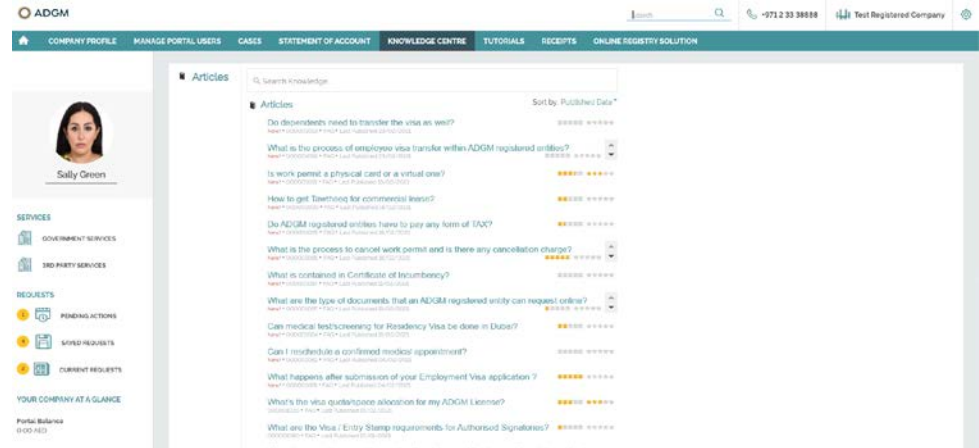 ADGM
Search
+971 2 33 38888
Test Registered Company
COMPANY PROFILE
MANAGE PORTAL USERS
CASES
STATEMENT OF ACCOUNT
KNOWLEDGE CENTRE
TUTORIALS
RECEIPTS
ONLINE REGISTRY SOLUTION
Sally Green
SERVICES
GOVERNMENT SERVICES
3RD PARTY SERVICES
REQUESTS
PENDING ACTIONS
SAVED REQUESTS
CURRENT REQUESTS
YOUR COMPANY AT A GLANCE
Portal Balance
0.00 AED
Articles
Search Knowledge
Articles
Sort by: Published Date
Do dependents need to transfer the visa as well?
What is the process of employee visa transfer within ADGM registered entities?
Is work permit a physical card or a virtual one?
How to get Tawtheeq for commercial lease?
Do ADGM registered entities have to pay any form of TAX?
What is the process to cancel work permit and is there any cancellation charge?
What is contained in Certificate of Incumbency?
What are the type of documents that an ADGM registered entity can request online?
Can medical test/screening for Residency Visa be done in Dubai?
Can I reschedule a confirmed medical appointment?
What happens after submission of your Employment Visa application ?
What's the visa quota/space allocation for my ADGM License?
What are the Visa / Entry Stamp requirements for Authorised Signatories?